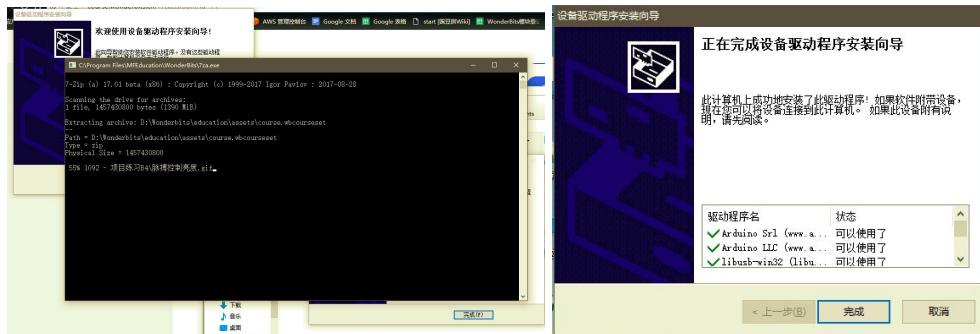 设备驱动程序安装向导
AWS 管理控制台
Google 文档
Google 表格
start [豌豆拼Wiki]
欢迎使用设备驱动程序安装向导!
C:\Program Files\MFEducation\WonderBits\7za.exe
7-Zip (a) 17.01 beta (x86) : Copyright (c) 1999-2017 Igor Pavlov : 2017-08-28
Scanning the drive for archives:
1 file, 1457430800 bytes (1390 MiB)
Extracting archive: D:\Wonderbits\education\assets\course.wbcourseset
--
Path = D:\Wonderbits\education\assets\course.wbcourseset
Type = zip
Physical Size = 1457430800
55% 1092 - 项目练习B4\脉搏控制亮度.gif
下载
音乐
桌面
完成(F)
设备驱动程序安装向导
正在完成设备驱动程序安装向导
此计算机上成功地安装了此驱动程序! 如果软件附带设备,
现在您可以将设备连接到此计算机。 如果此设备附有说
明,请先阅读。
驱动程序名 状态
Arduino Srl (www.a... 可以使用了
Arduino LLC (www.a... 可以使用了
libusb-win32 (libu... 可以使用了
< 上一步(B)
完成
取消